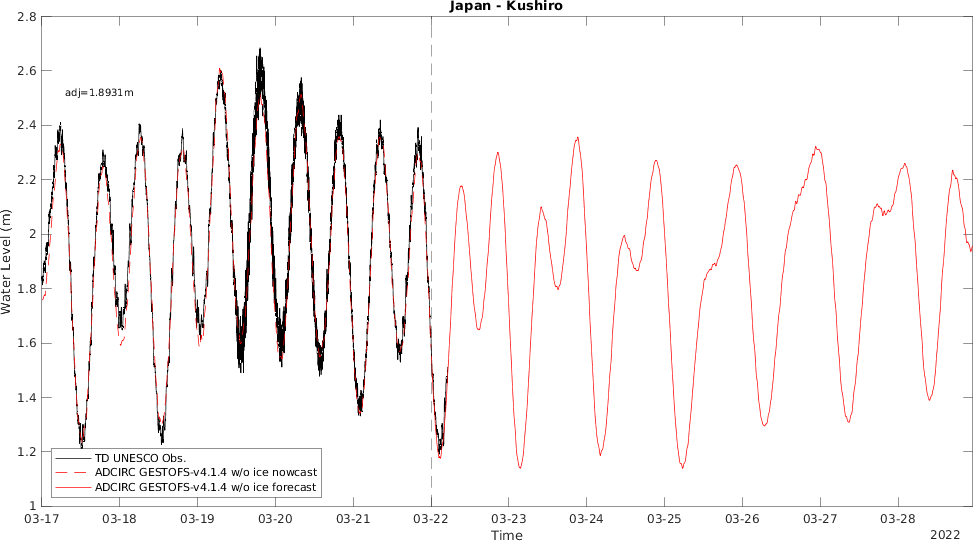 Japan - Kushiro
2.8
2.6
2.4
2.2
2
1.8
1.6
1.4
1.2
1
Water Level (m)
adj=1.8931m
TD UNESCO Obs.
ADCIRC GESTOFS-v4.1.4 w/o ice nowcast
ADCIRC GESTOFS-v4.1.4 w/o ice forecast
03-17 03-18 03-19 03-20 03-21 03-22 03-23 03-24 03-25 03-26 03-27 03-28
Time
2022